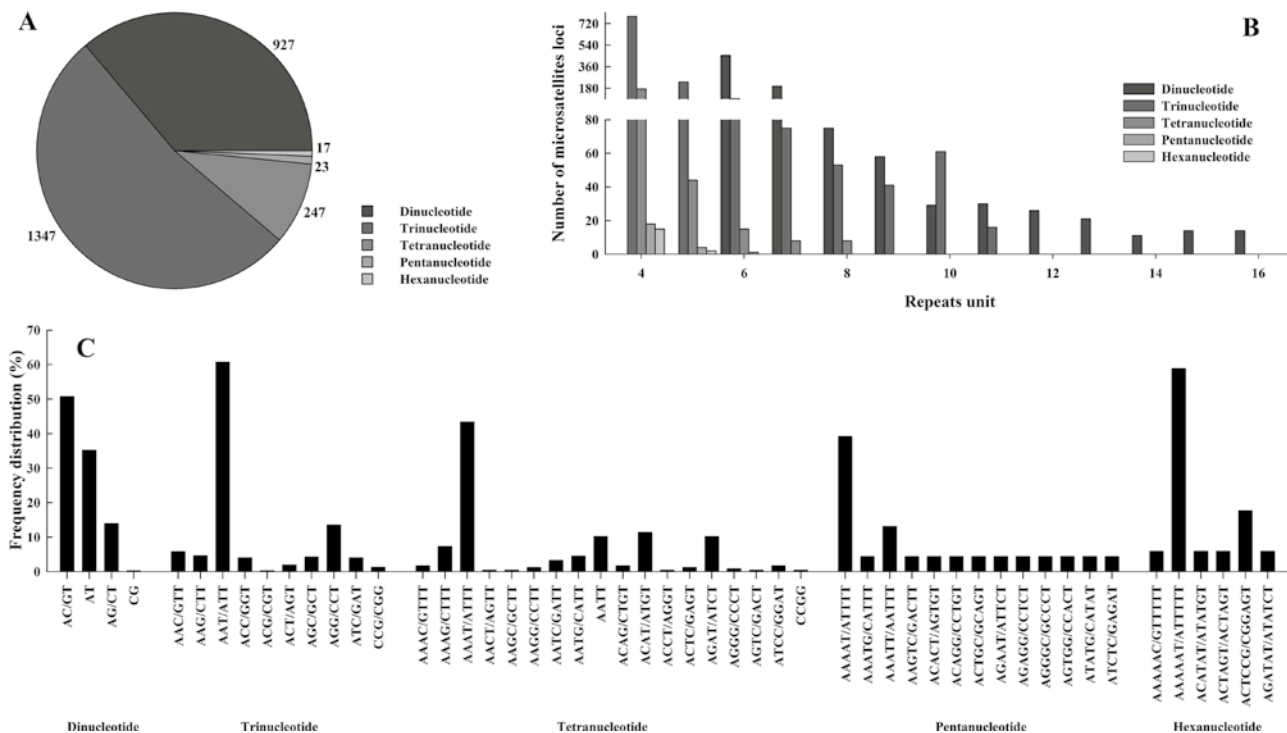 A
927
17
23
247
1347
Dinucleotide
Trinucleotide
Tetranucleotide
Pentanucleotide
Hexanucleotide
B
Number of microsatellites loci
720
540
360
180
80
60
40
20
0
Dinucleotide
Trinucleotide
Tetranucleotide
Pentanucleotide
Hexanucleotide
4 6 8 10 12 14 16
Repeats unit
C
Frequency distribution (%)
70
60
50
40
30
20
10
0
AC/GT
AT
AG/CT
CG
AAC/GTT
AAG/CTT
AAT/ATT
ACC/GGT
ACG/CGT
ACT/AGT
AGC/GCT
AGG/CCT
ATC/GAT
CCG/CGG
AAAC/GTTT
AAAG/CTTT
AAAT/ATTT
AACT/AGTT
AAGC/GCTT
AAGG/CCTT
AATC/GATT
AATG/CATT
AATT
ACAG/CTGT
ACAT/ATGT
ACCT/AGGT
ACTC/GAGT
AGAT/ATCT
AGGG/CCCT
AGTC/GACT
ATCC/GGAT
CCGG
AAAAT/ATTTT
AAATG/CATTT
AAATT/AATTT
AAGTC/GACTT
ACACT/AGTGT
ACAGG/CCTGT
ACTGC/GCAGT
AGAAT/ATTCT
AGAGG/CCTCT
AGGGC/GCCCT
AGTGG/CCACT
ATATG/CATAT
ATCTC/GAGAT
AAAAAC/GTTTTT
AAAAAT/ATTTTT
ACATAT/ATATGT
ACTAGT/ACTAGT
ACTCCG/CGGAGT
AGATAT/ATATCT
Dinucleotide
Trinucleotide
Tetranucleotide
Pentanucleotide
Hexanucleotide